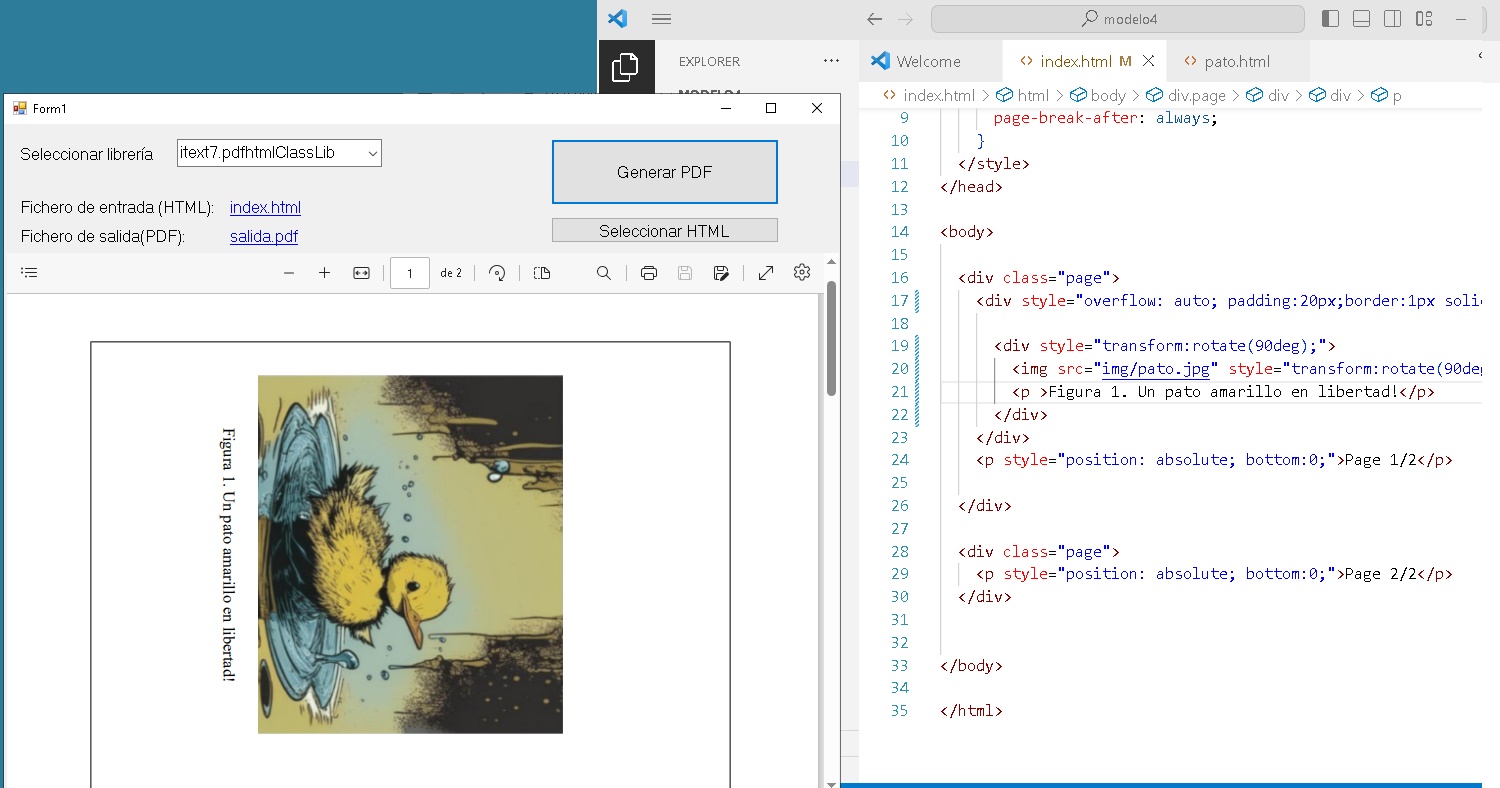 Form1
Seleccionar librería
itext7.pdfhtmlClassLib
Generar PDF
Fichero de entrada (HTML):
index.html
Seleccionar HTML
Fichero de salida(PDF):
salida.pdf
1
de 2
Figura 1. Un pato amarillo en libertad!
modelo4
EXPLORER
Welcome
index.html M
pato.html
index.html > html > body > div.page > div > div > p
9 page-break-after: always;
10 }
11 </style>
12 </head>
13
14 <body>
15
16 <div class="page">
17 <div style="overflow: auto; padding:20px;border:1px soli
18
19 <div style="transform:rotate(90deg);">
20 <img src="img/pato.jpg" style="transform:rotate(90de
21 <p >Figura 1. Un pato amarillo en libertad!</p>
22 </div>
23 </div>
24 <p style="position: absolute; bottom:0;">Page 1/2</p>
25
26 </div>
27
28 <div class="page">
29 <p style="position: absolute; bottom:0;">Page 2/2</p>
30 </div>
31
32
33 </body>
34
35 </html>